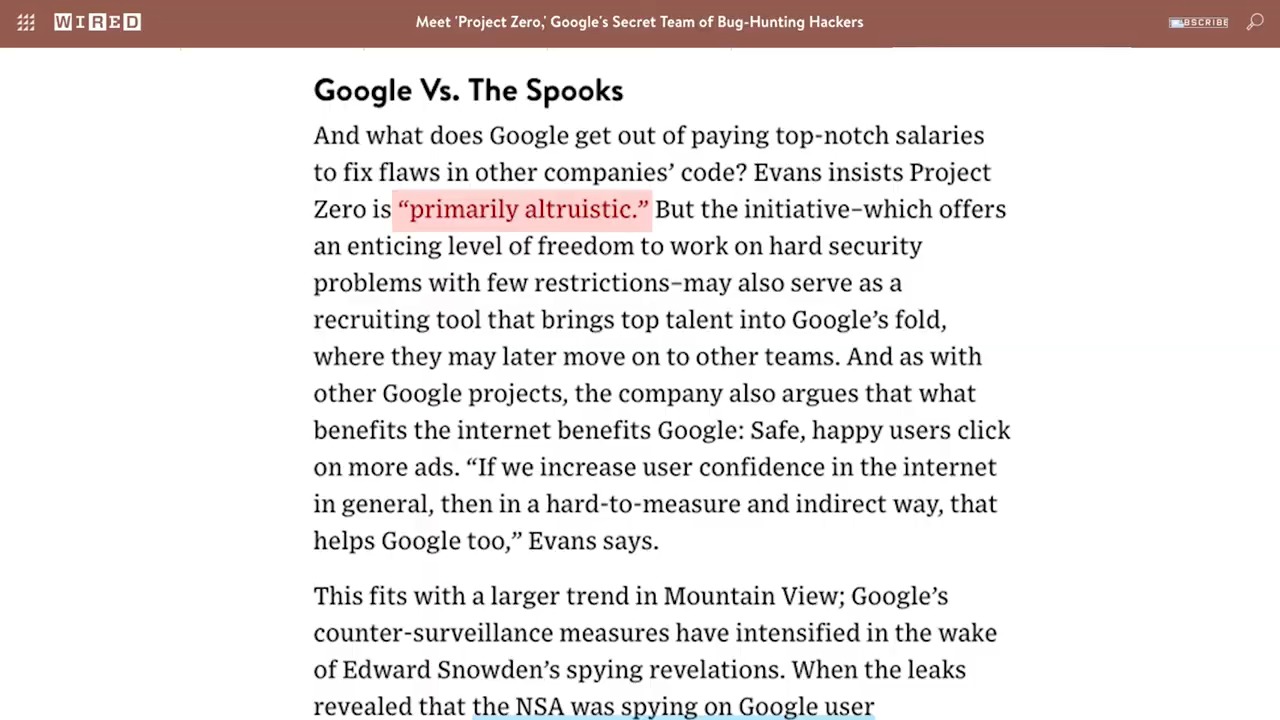 WIRED
Meet 'Project Zero,' Google's Secret Team of Bug-Hunting Hackers
Google Vs. The Spooks
And what does Google get out of paying top-notch salaries
to fix flaws in other companies’ code? Evans insists Project
Zero is “primarily altruistic.” But the initiative–which offers
an enticing level of freedom to work on hard security
problems with few restrictions–may also serve as a
recruiting tool that brings top talent into Google’s fold,
where they may later move on to other teams. And as with
other Google projects, the company also argues that what
benefits the internet benefits Google: Safe, happy users click
on more ads. “If we increase user confidence in the internet
in general, then in a hard-to-measure and indirect way, that
helps Google too,” Evans says.
This fits with a larger trend in Mountain View; Google’s
counter-surveillance measures have intensified in the wake
of Edward Snowden’s spying revelations. When the leaks
revealed that the NSA was spying on Google user